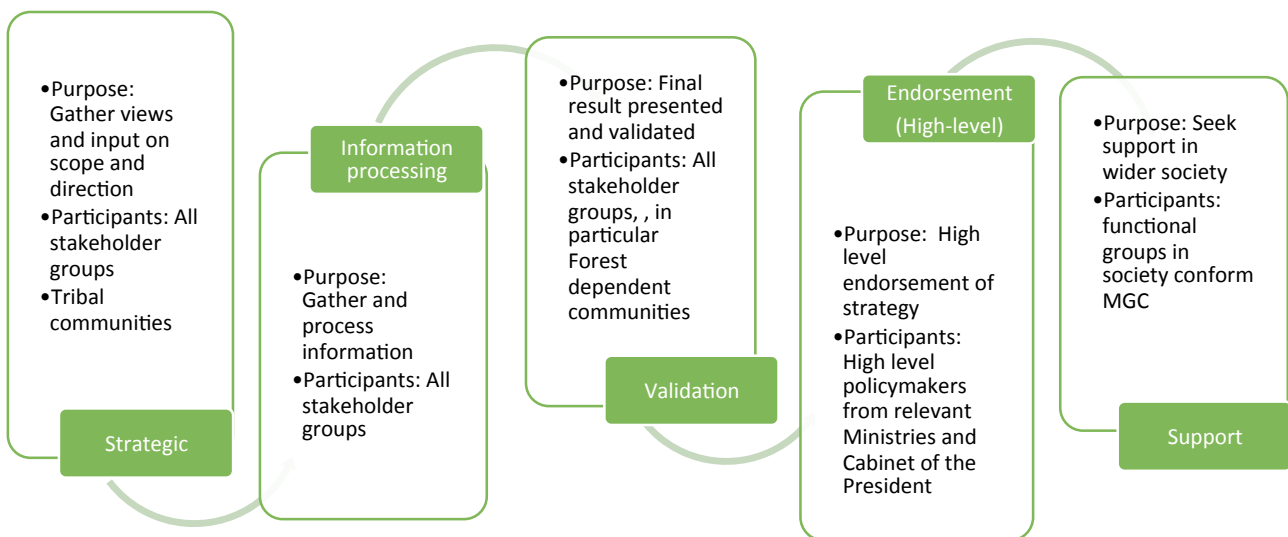 •Purpose:
Gather views
and input on
scope and
direction
•Participants: All
stakeholder
groups
•Tribal
communities
Strategic
Information
processing
•Purpose:
Gather and
process
information
•Participants: All
stakeholder
groups
•Purpose: Final
result presented
and validated
•Participants: All
stakeholder
groups, , in
particular
Forest
dependent
communities
Validation
Endorsement
(High-level)
•Purpose: High
level
endorsement of
strategy
•Participants:
High level
policymakers
from relevant
Ministries and
Cabinet of the
President
•Purpose: Seek
support in
wider society
•Participants:
functional
groups in
society conform
MGC
Support